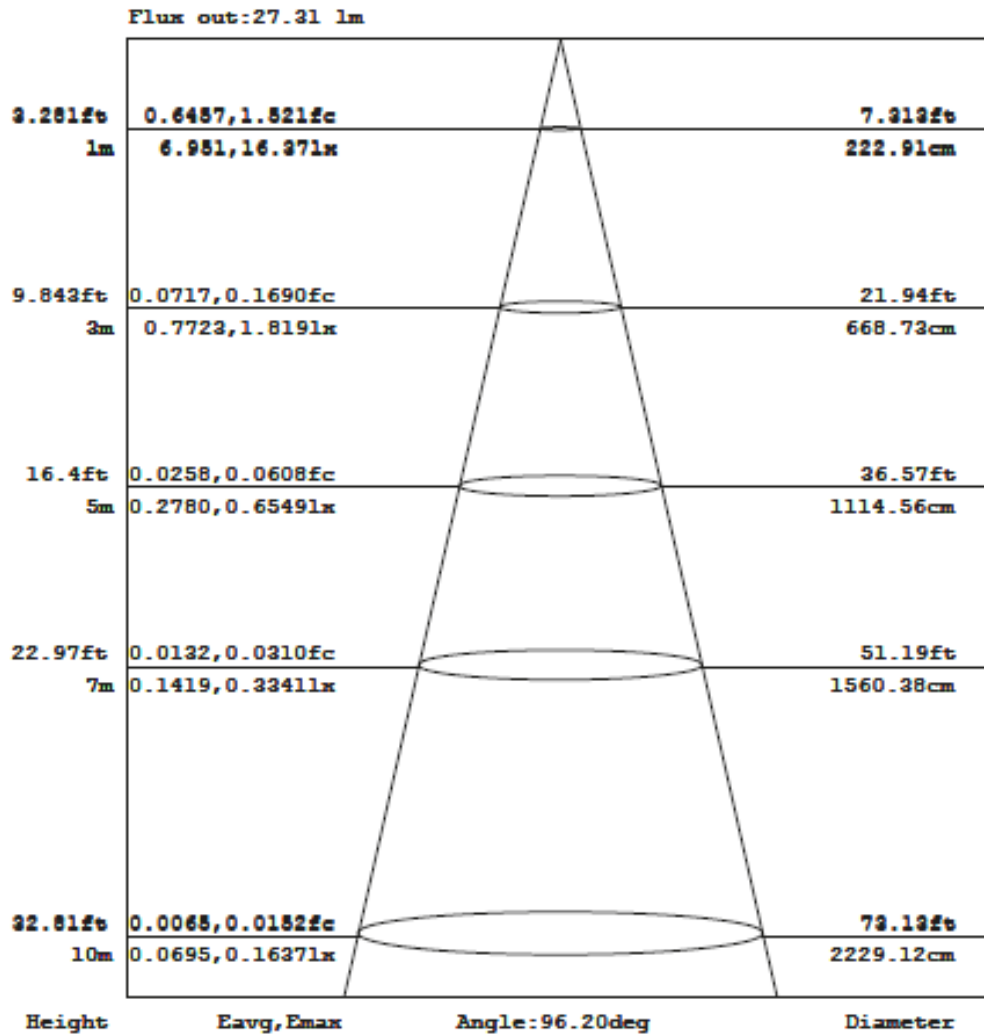 Flux out:27.31 lm
3.281ft 0.6457,1.521fc 7.313ft
1m 6.951,16.37lx 222.91cm
9.843ft 0.0717,0.1690fc 21.94ft
3m 0.7723,1.819lx 668.73cm
16.4ft 0.0258,0.0608fc 36.57ft
5m 0.2780,0.6549lx 1114.56cm
22.97ft 0.0132,0.0310fc 51.19ft
7m 0.1419,0.3341lx 1560.38cm
32.81ft 0.0065,0.0152fc 73.13ft
10m 0.0695,0.1637lx 2229.12cm
Height Eavg,Emax Angle:96.20deg Diameter